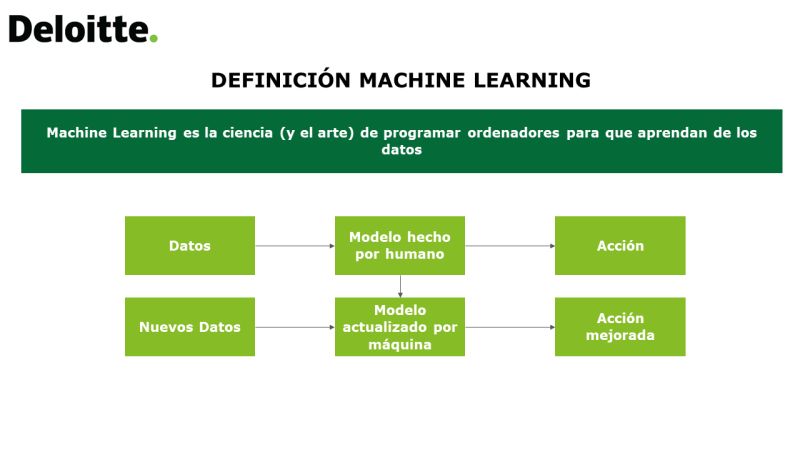 Deloitte.
DEFINICIÓN MACHINE LEARNING
Machine Learning es la ciencia (y el arte) de programar ordenadores para que aprendan de los
datos
Datos
Modelo hecho
por humano
Acción
Nuevos Datos
Modelo
actualizado por
máquina
Acción
mejorada